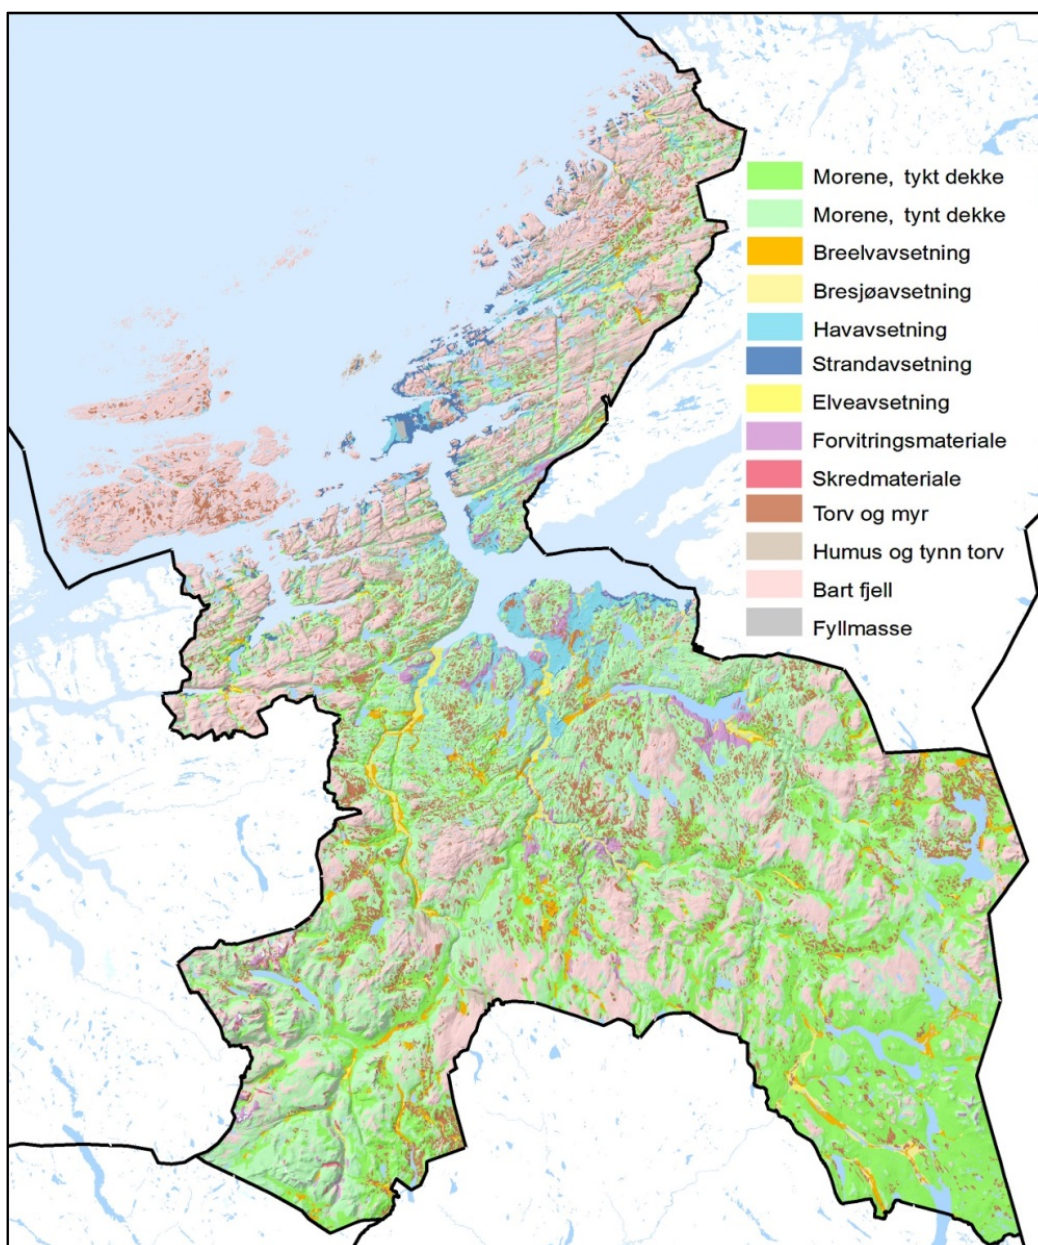 Morene, tykt dekke
Morene, tynt dekke
Breelvavsetning
Bresjøavsetning
Havavsetning
Strandavsetning
Elveavsetning
Forvitringsmateriale
Skredmateriale
Torv og myr
Humus og tynn torv
Bart fjell
Fyllmasse